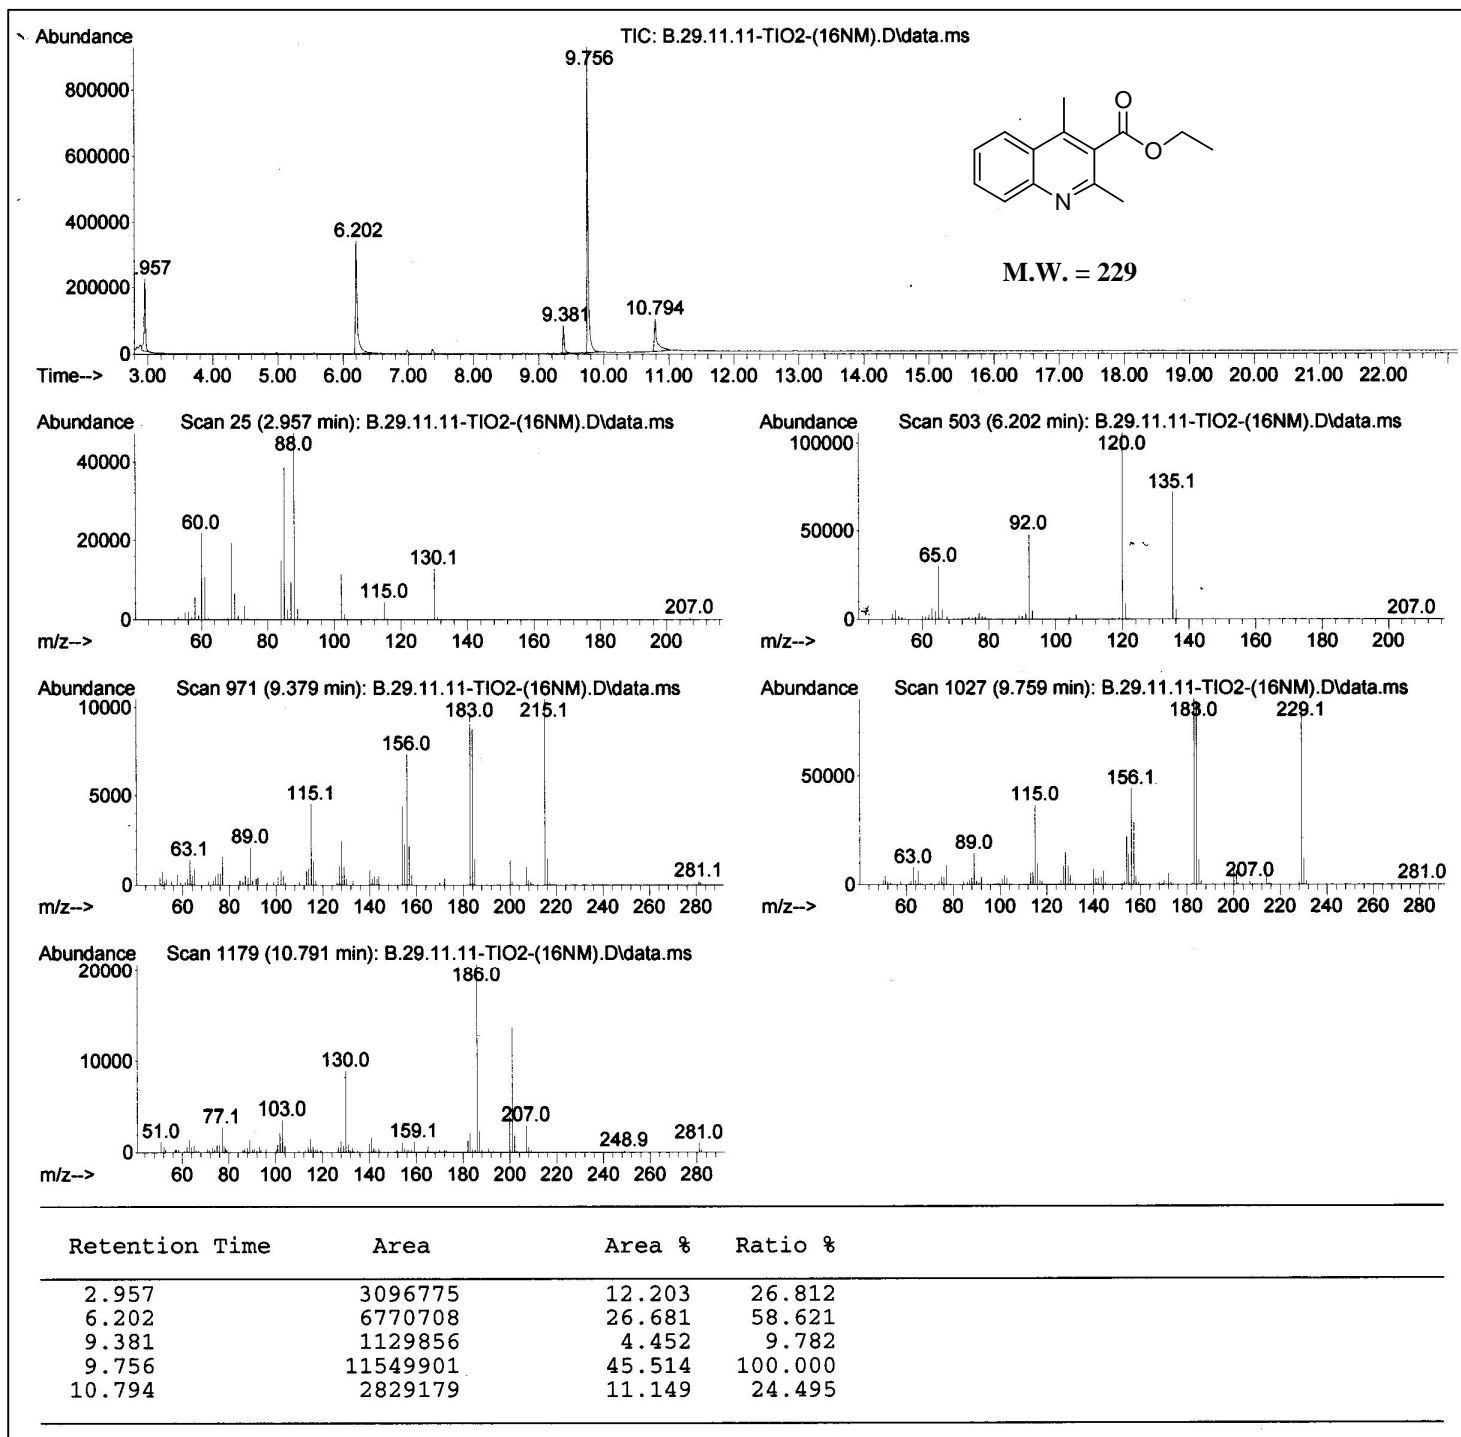 Abundance
TIC: B.29.11.11-TIO2-(16NM).D\data.ms
9.756
800000
600000
400000
200000
0
.957
6.202
9.381
10.794
O
O
N
M.W. = 229
Time--> 3.00 4.00 5.00 6.00 7.00 8.00 9.00 10.00 11.00 12.00 13.00 14.00 15.00 16.00 17.00 18.00 19.00 20.00 21.00 22.00
Abundance Scan 25 (2.957 min): B.29.11.11-TIO2-(16NM).D\data.ms
88.0
40000
20000
0
60.0
115.0
130.1
207.0
m/z--> 60 80 100 120 140 160 180 200
Abundance Scan 503 (6.202 min): B.29.11.11-TIO2-(16NM).D\data.ms
100000
50000
0
120.0
135.1
92.0
65.0
207.0
m/z--> 60 80 100 120 140 160 180 200
Abundance Scan 971 (9.379 min): B.29.11.11-TIO2-(16NM).D\data.ms
10000
5000
0
183.0
215.1
156.0
115.1
89.0
63.1
281.1
m/z--> 60 80 100 120 140 160 180 200 220 240 260 280
Abundance Scan 1027 (9.759 min): B.29.11.11-TIO2-(16NM).D\data.ms
50000
0
183.0
229.1
156.1
115.0
89.0
63.0
207.0
281.0
m/z--> 60 80 100 120 140 160 180 200 220 240 260 280
Abundance Scan 1179 (10.791 min): B.29.11.11-TIO2-(16NM).D\data.ms
20000
10000
0
186.0
130.0
103.0
77.1
51.0
159.1
207.0
248.9
281.0
m/z--> 60 80 100 120 140 160 180 200 220 240 260 280
Retention Time Area Area % Ratio %
2.957 3096775 12.203 26.812
6.202 6770708 26.681 58.621
9.381 1129856 4.452 9.782
9.756 11549901 45.514 100.000
10.794 2829179 11.149 24.495